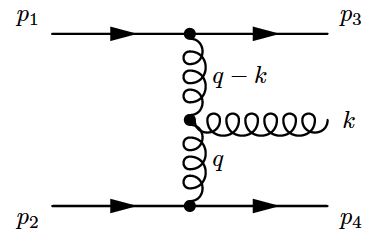 p₁ p₃
q − k
k
q
p₂ p₄